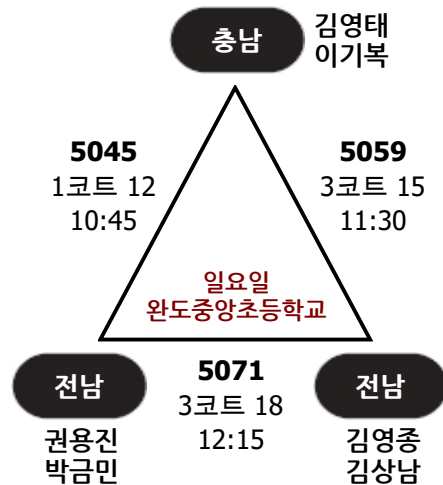 충남
김영태
이기복
5045
1코트 12
10:45
5059
3코트 15
11:30
일요일
완도중앙초등학교
전남
권용진
박금민
5071
3코트 18
12:15
전남
김영종
김상남